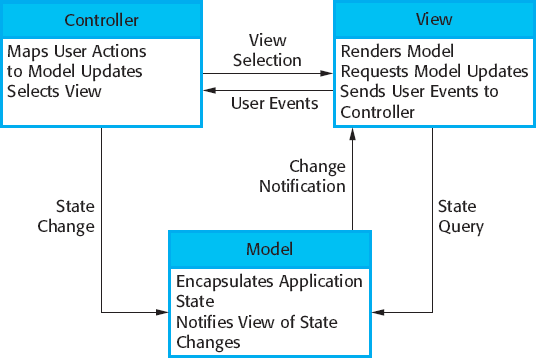 Controller
Maps User Actions
to Model Updates
Selects View
View
Selection
User Events
View
Renders Model
Requests Model Updates
Sends User Events to
Controller
State
Change
Change
Notification
State
Query
Model
Encapsulates Application
State
Notifies View of State
Changes